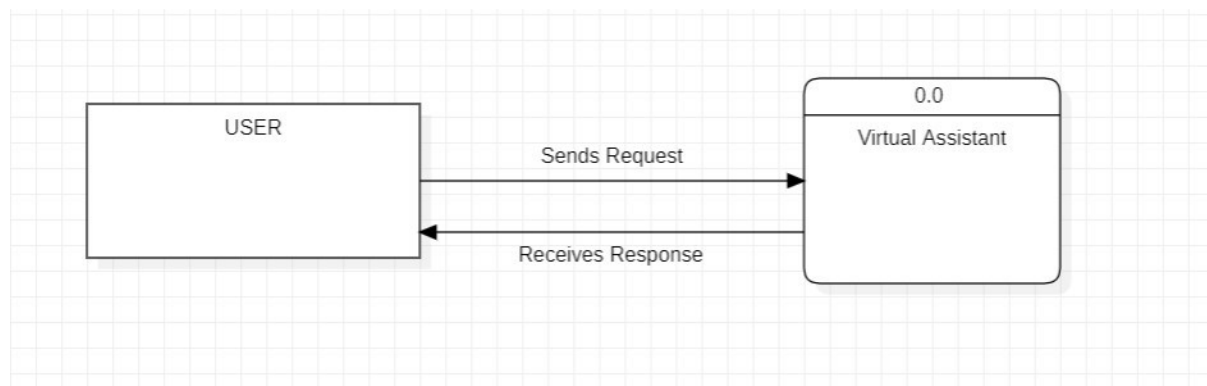 USER
Sends Request
Receives Response
0.0
Virtual Assistant